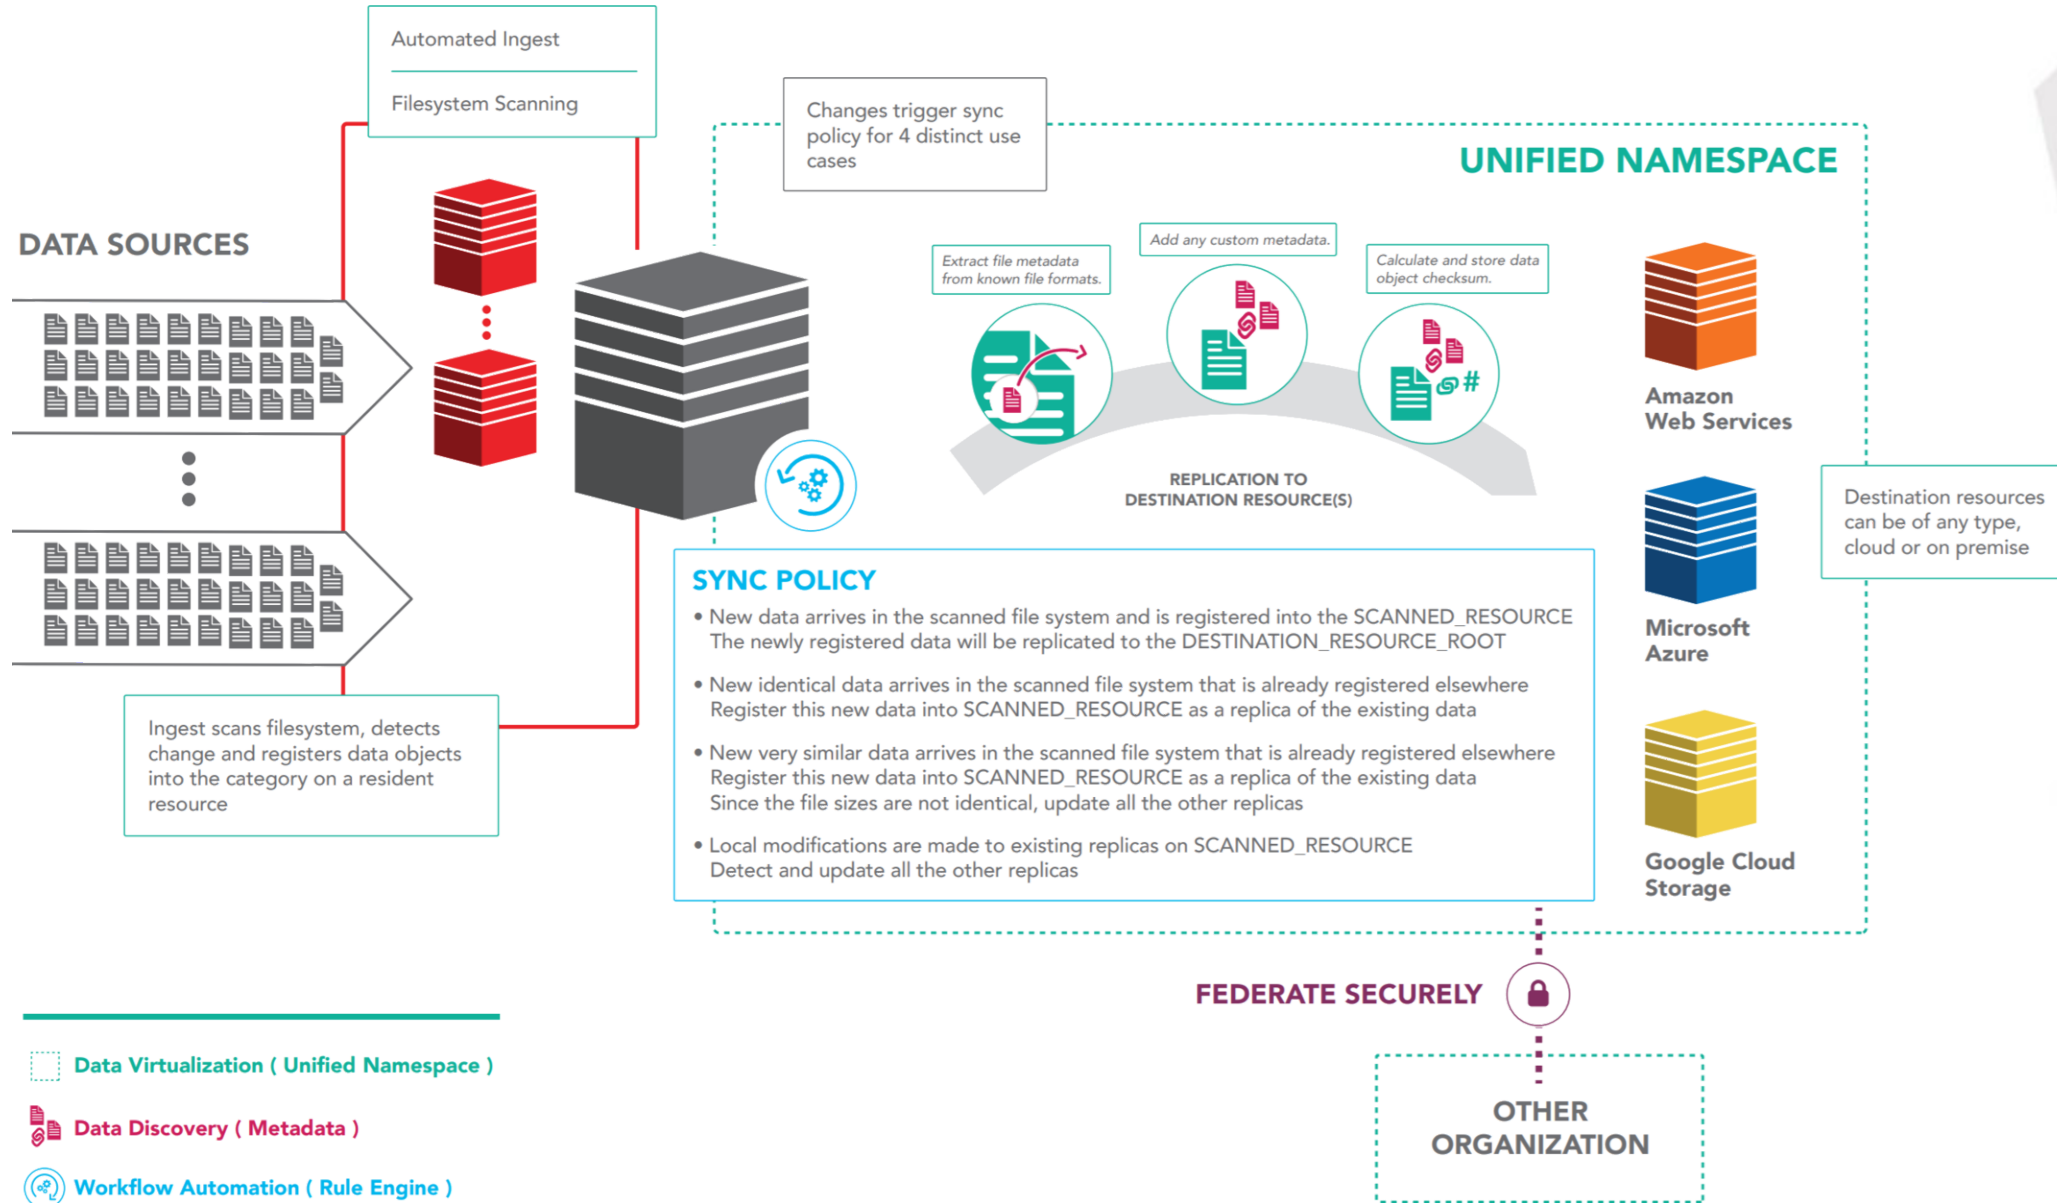 Automated Ingest
Filesystem Scanning
Changes trigger sync
policy for 4 distinct use
cases
UNIFIED NAMESPACE
DATA SOURCES
Extract file metadata
from known file formats.
Add any custom metadata.
Calculate and store data
object checksum.
#
REPLICATION TO
DESTINATION RESOURCE(S)
Amazon
Web Services
Microsoft
Azure
Google Cloud
Storage
Destination resources
can be of any type,
cloud or on premise
Ingest scans filesystem, detects
change and registers data objects
into the category on a resident
resource
SYNC POLICY
• New data arrives in the scanned file system and is registered into the SCANNED_RESOURCE
The newly registered data will be replicated to the DESTINATION_RESOURCE_ROOT
• New identical data arrives in the scanned file system that is already registered elsewhere
Register this new data into SCANNED_RESOURCE as a replica of the existing data
• New very similar data arrives in the scanned file system that is already registered elsewhere
Register this new data into SCANNED_RESOURCE as a replica of the existing data
Since the file sizes are not identical, update all the other replicas
• Local modifications are made to existing replicas on SCANNED_RESOURCE
Detect and update all the other replicas
FEDERATE SECURELY
OTHER
ORGANIZATION
Data Virtualization ( Unified Namespace )
Data Discovery ( Metadata )
Workflow Automation ( Rule Engine )